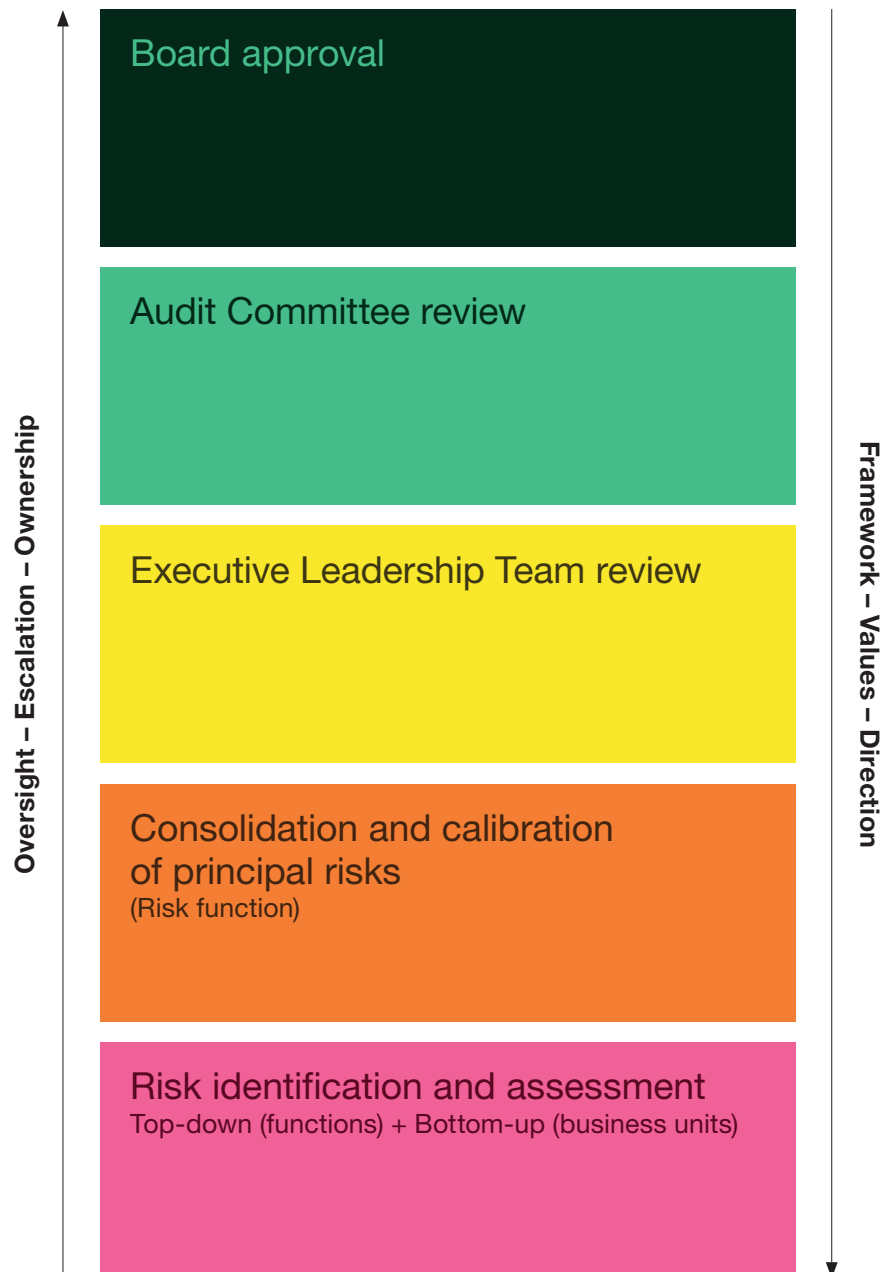 Board approval
Audit Committee review
Executive Leadership Team review
Consolidation and calibration
of principal risks
(Risk function)
Risk identification and assessment
Top-down (functions) + Bottom-up (business units)
Oversight – Escalation – Ownership
Framework – Values – Direction